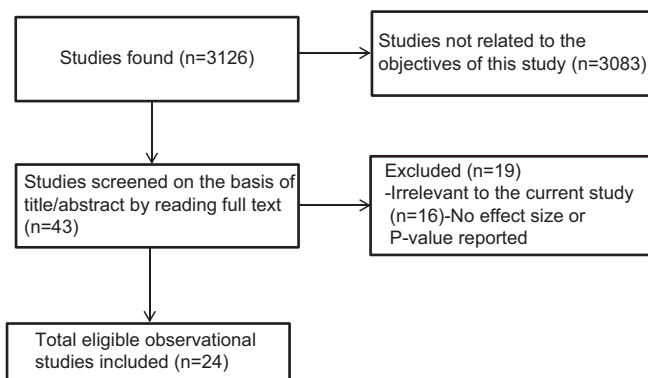 Studies found (n=3126)
Studies not related to the
objectives of this study (n=3083)
Studies screened on the basis of
title/abstract by reading full text
(n=43)
Excluded (n=19)
-Irrelevant to the current study
(n=16)-No effect size or
P-value reported
Total eligible observational
studies included (n=24)